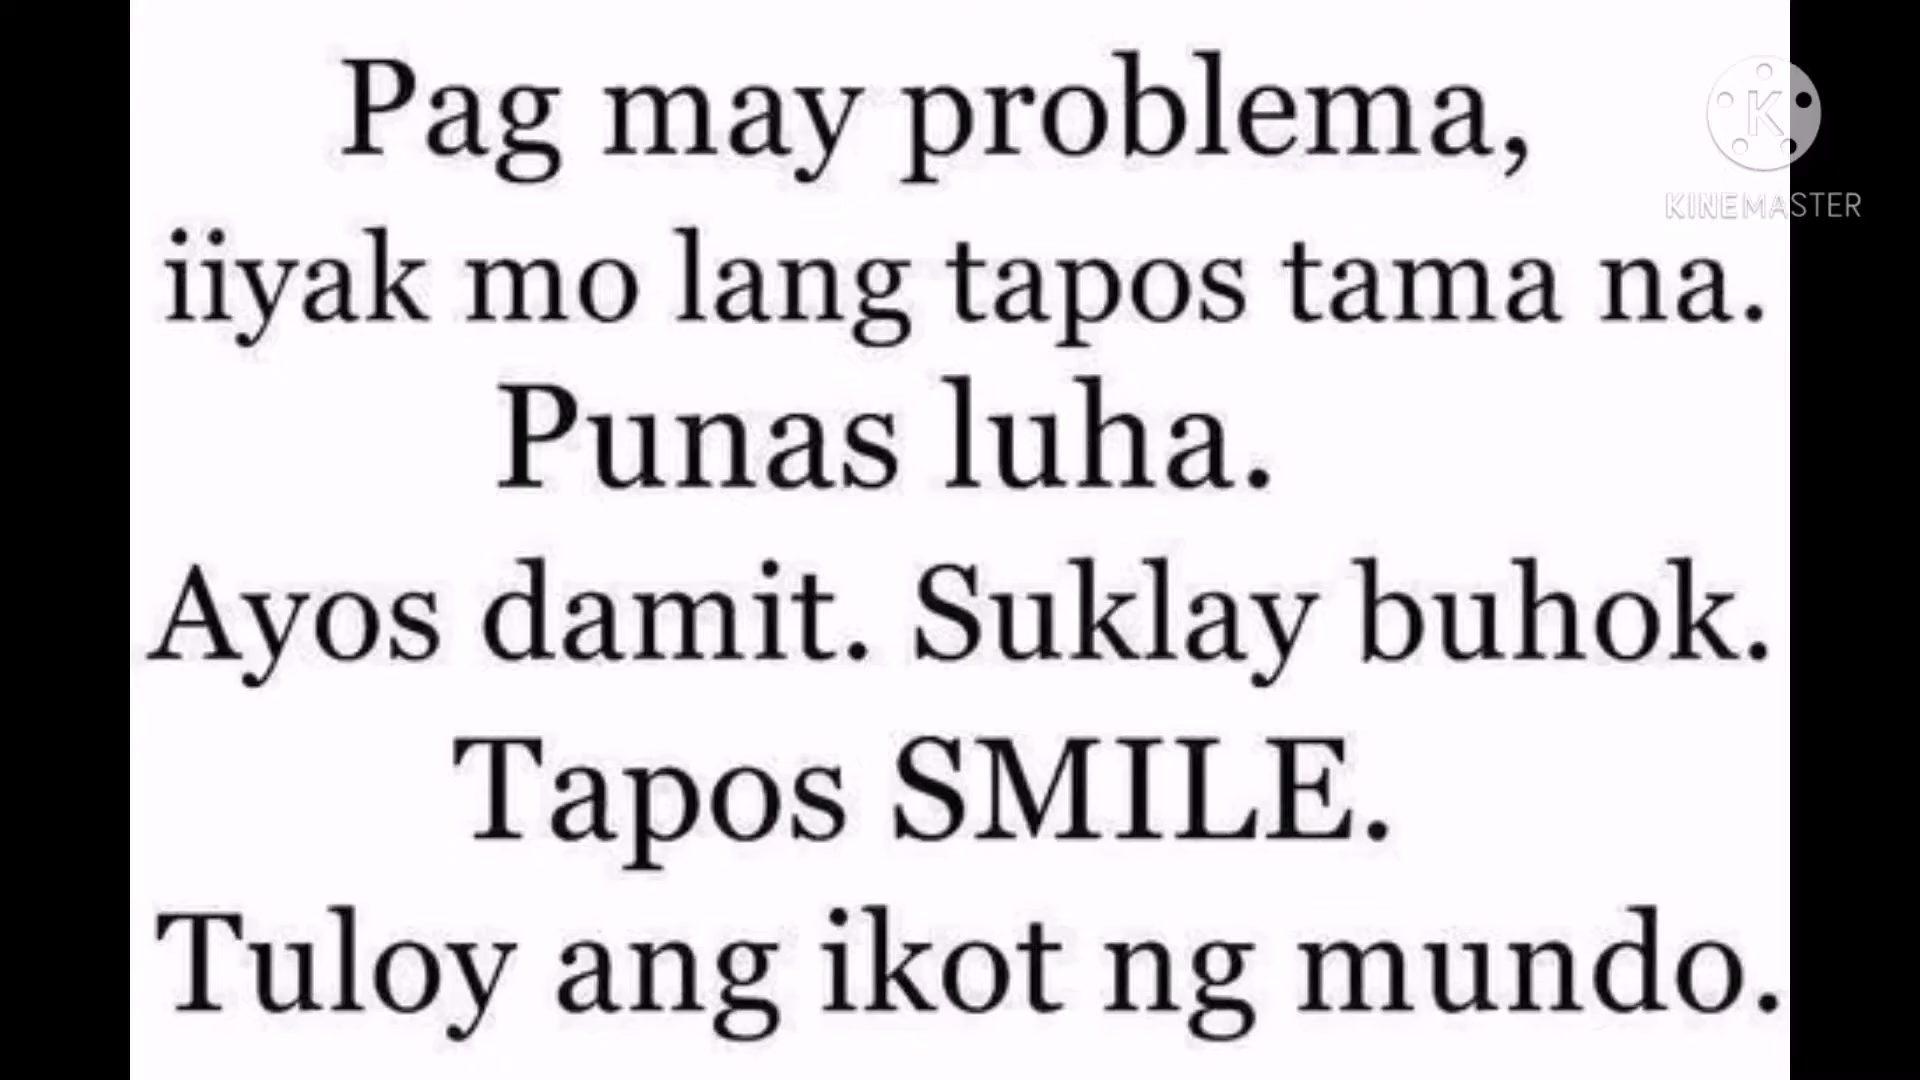 Pag may problema,
iiyak mo lang tapos tama na.
Punas luha.
Ayos damit. Suklay buhok.
Tapos SMILE.
Tuloy ang ikot ng mundo.
K
KINEMASTER